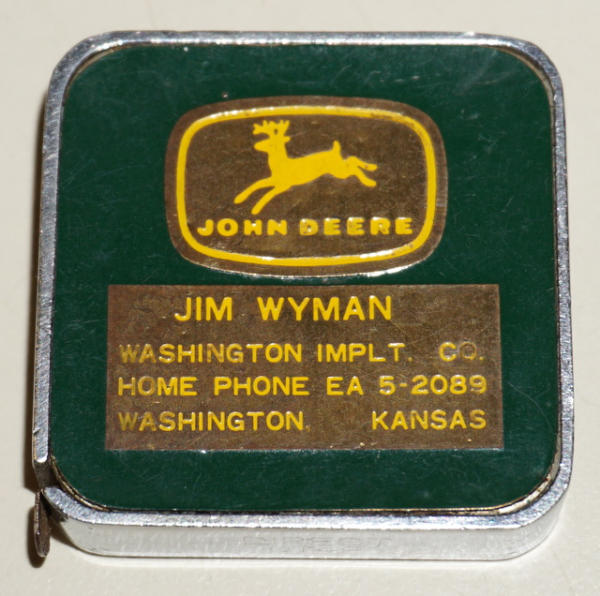 JOHN DEERE
JIM WYMAN
WASHINGTON IMPLT. CO.
HOME PHONE EA 5-2089
WASHINGTON, KANSAS